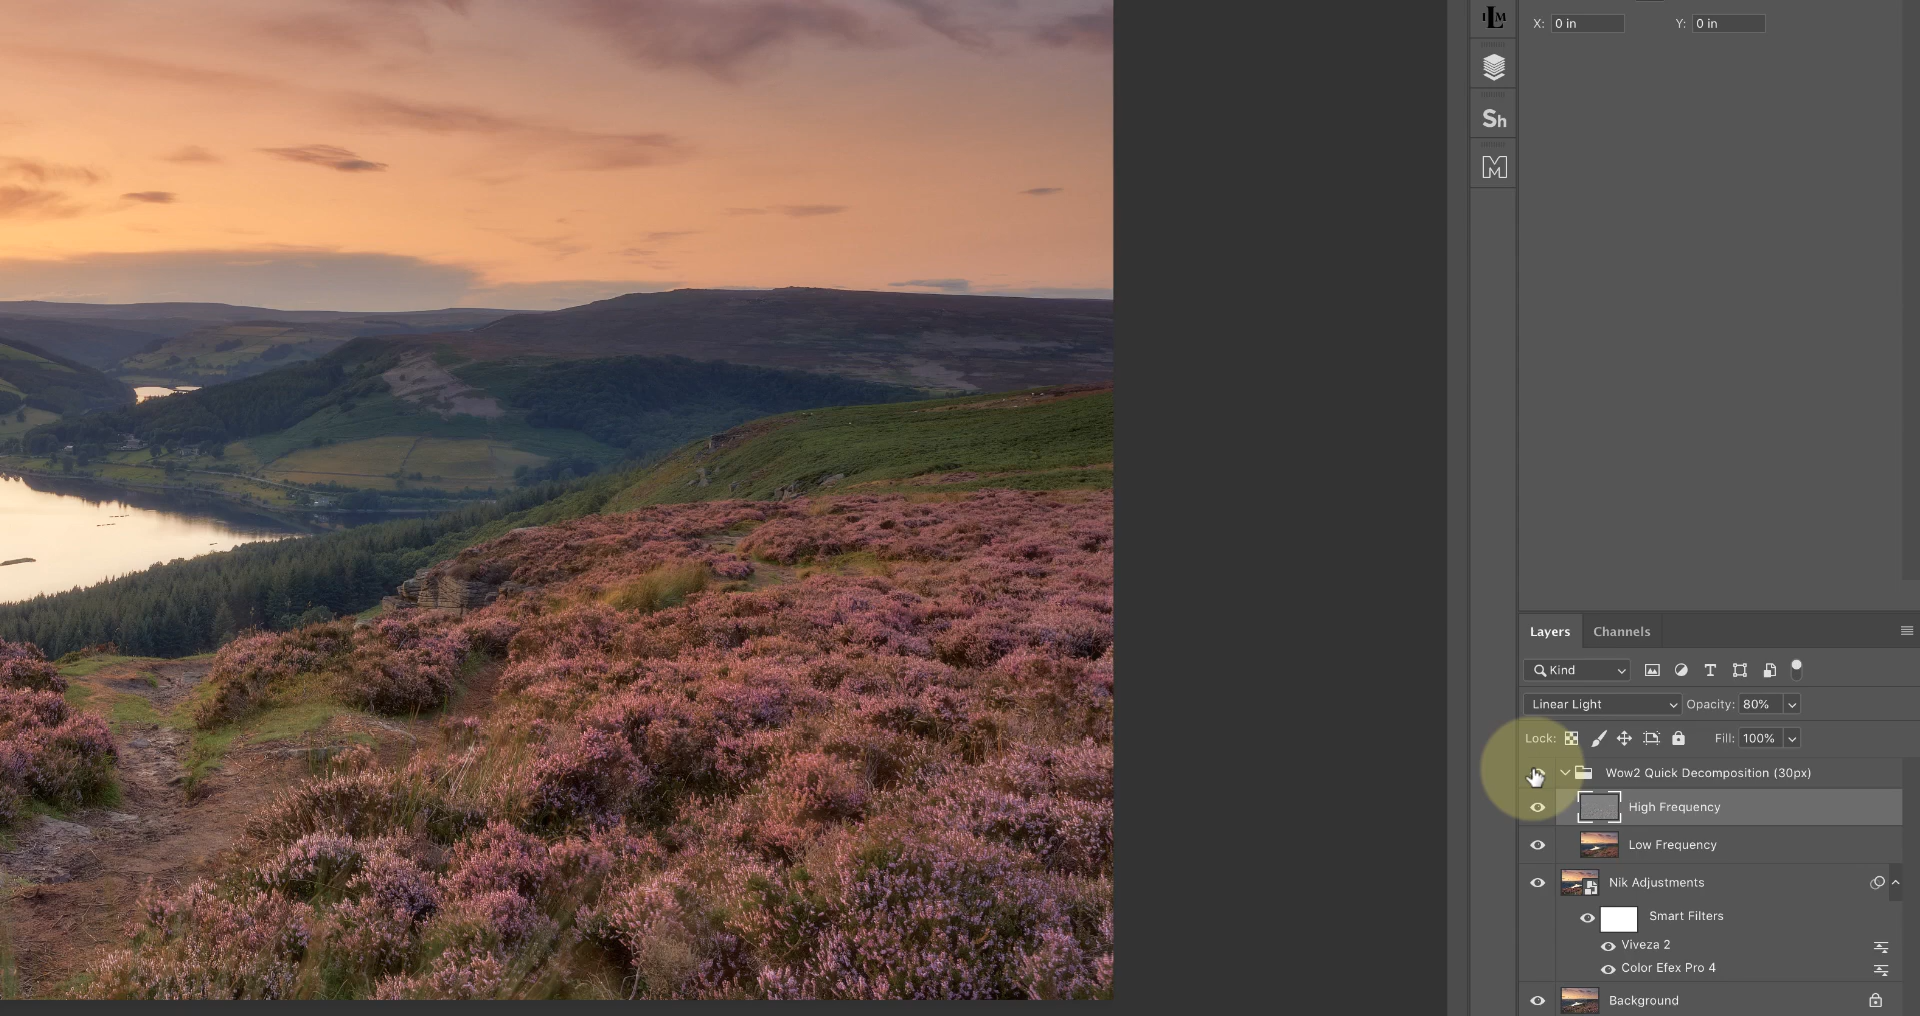 X: 0 in Y: 0 in
ILM
Sh
M
Layers Channels
Kind
Linear Light Opacity: 80%
Lock: Fill: 100%
Wow2 Quick Decomposition (30px)
High Frequency
Low Frequency
Nik Adjustments
Smart Filters
Viveza 2
Color Efex Pro 4
Background